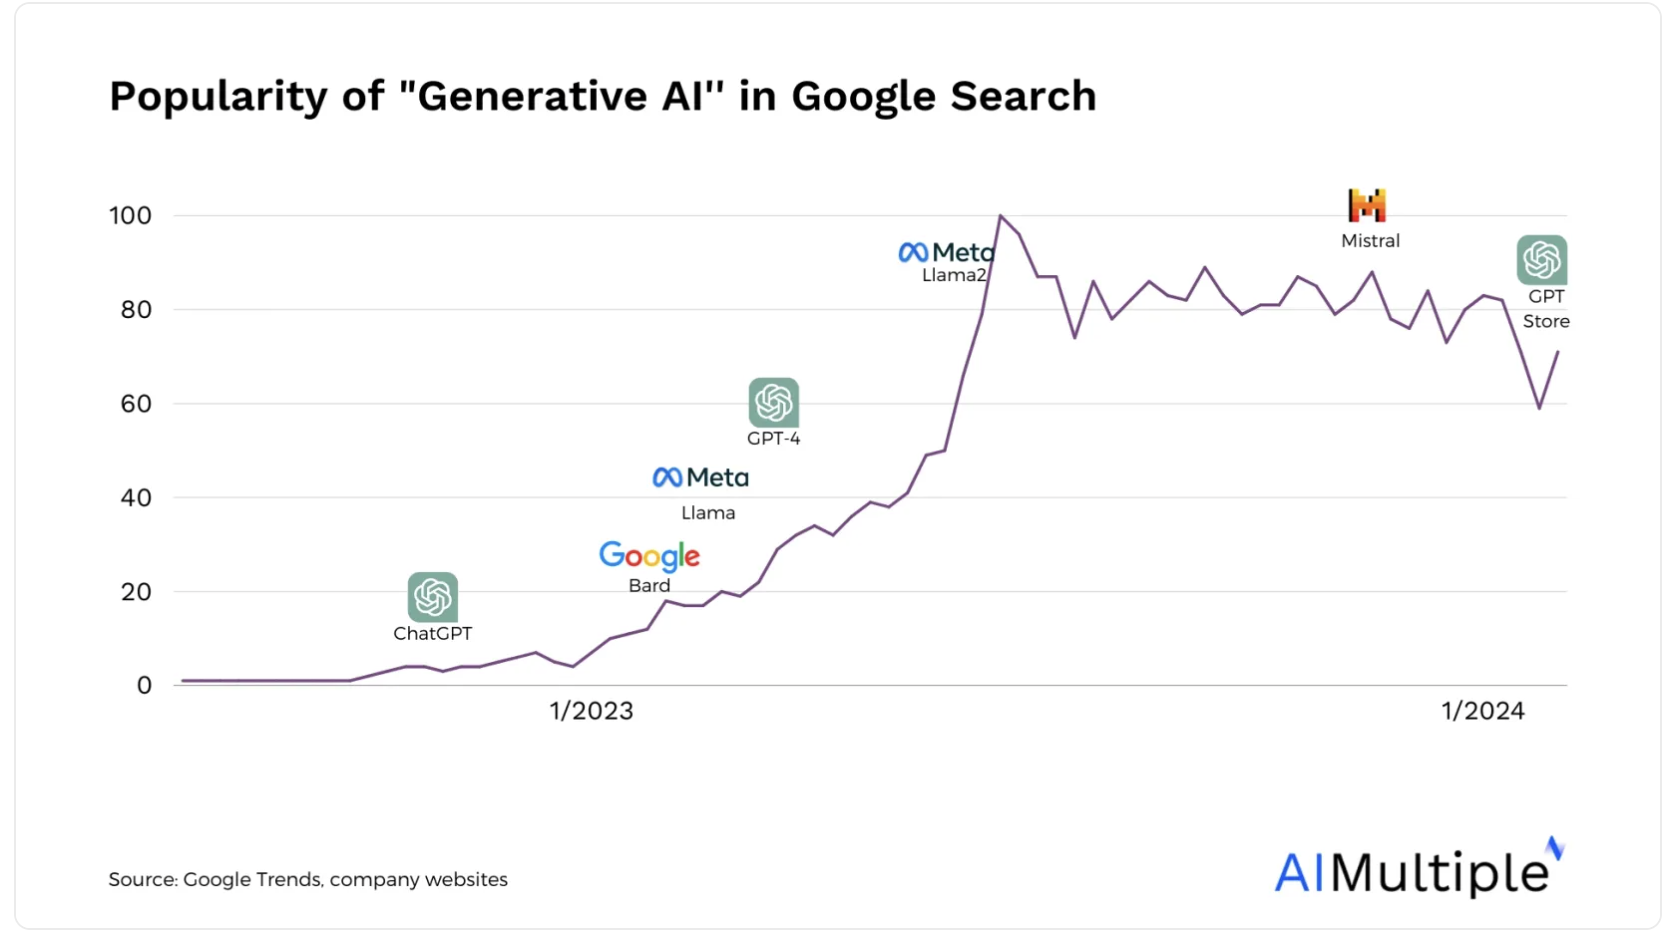 Popularity of "Generative AI'' in Google Search
100
80
60
40
20
0
Meta
Llama2
Mistral
GPT
Store
GPT-4
Meta
Llama
Google
Bard
ChatGPT
1/2023
1/2024
Source: Google Trends, company websites
AIMultiple